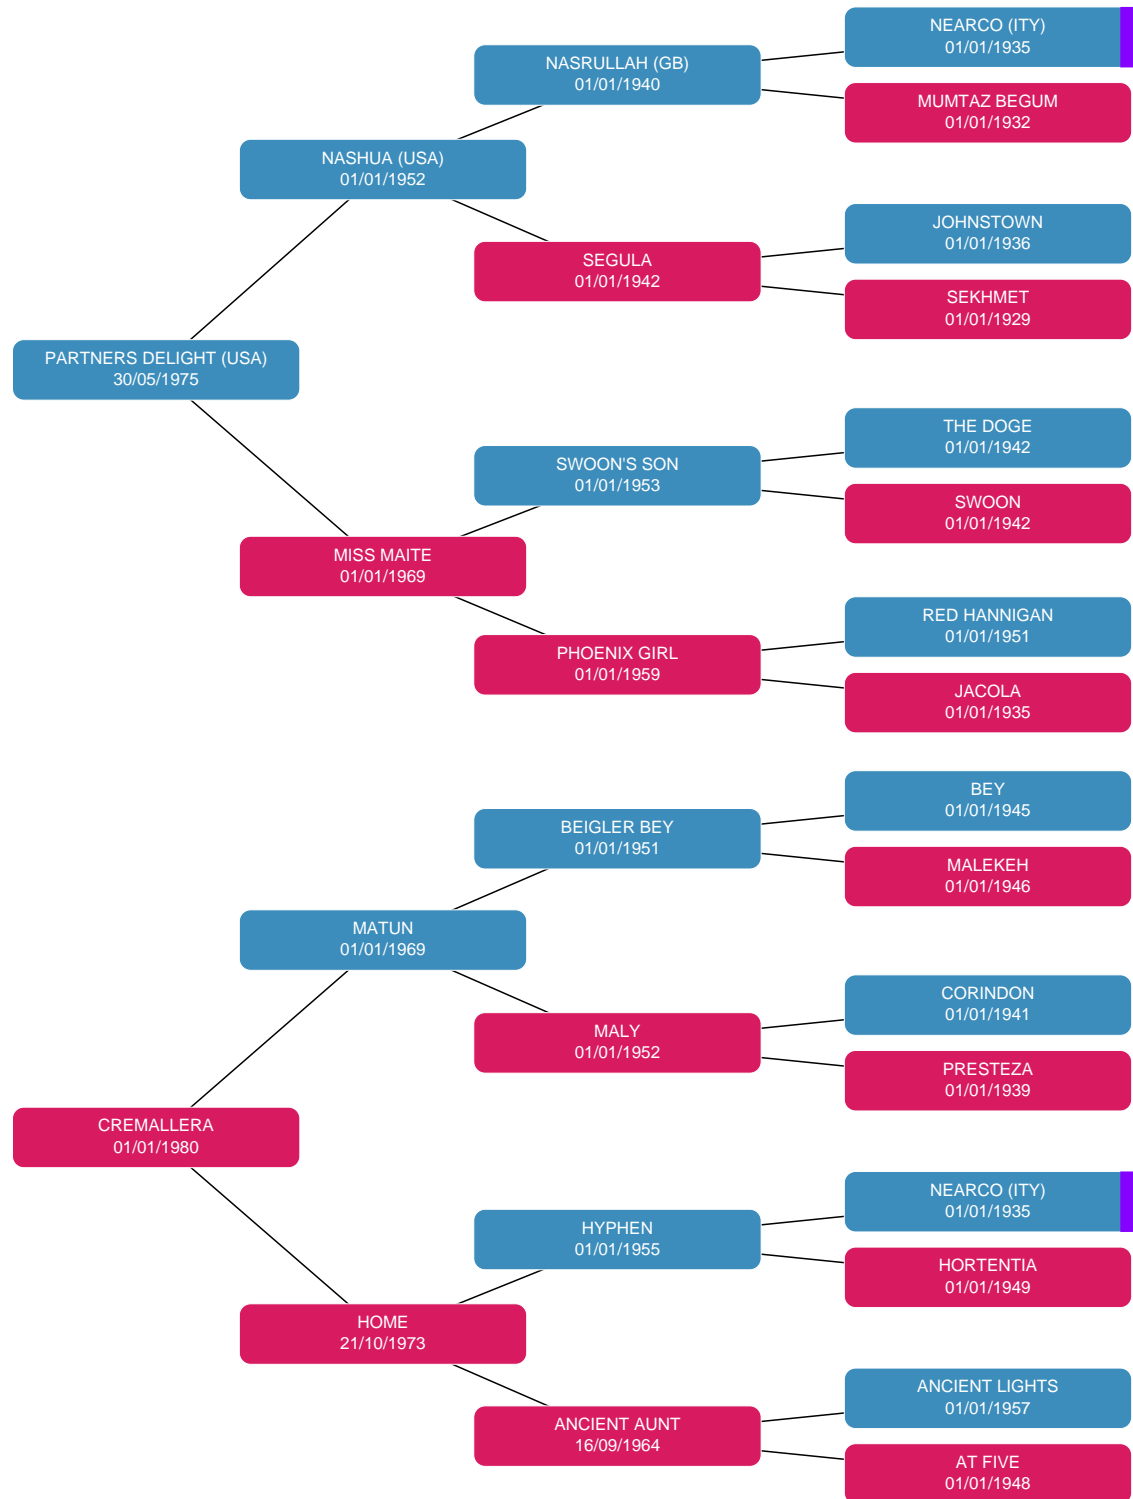 NEARCO (ITY)
01/01/1935
NASRULLAH (GB)
01/01/1940
MUMTAZ BEGUM
01/01/1932
NASHUA (USA)
01/01/1952
JOHNSTOWN
01/01/1936
SEGULA
01/01/1942
SEKHMET
01/01/1929
PARTNERS DELIGHT (USA)
30/05/1975
THE DOGE
01/01/1942
SWOON'S SON
01/01/1953
SWOON
01/01/1942
MISS MAITE
01/01/1969
RED HANNIGAN
01/01/1951
PHOENIX GIRL
01/01/1959
JACOLA
01/01/1935
BEY
01/01/1945
BEIGLER BEY
01/01/1951
MALEKEH
01/01/1946
MATUN
01/01/1969
CORINDON
01/01/1941
MALY
01/01/1952
PRESTEZA
01/01/1939
CREMALLERA
01/01/1980
NEARCO (ITY)
01/01/1935
HYPHEN
01/01/1955
HORTENTIA
01/01/1949
HOME
21/10/1973
ANCIENT LIGHTS
01/01/1957
ANCIENT AUNT
16/09/1964
AT FIVE
01/01/1948